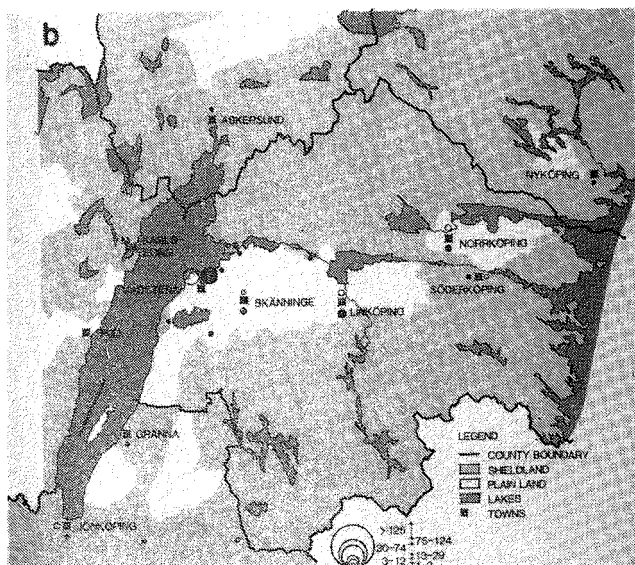 b
ASKERSUND
NYKÖPING
NORRKÖPING
SÖDERKÖPING
SKÄNNINGE
LINKÖPING
GRÄNNA
JÖNKÖPING
LEGEND
COUNTY BOUNDARY
SHIELDLAND
PLAIN LAND
LAKES
TOWNS
>125
75-124
30-74
13-29
3-12